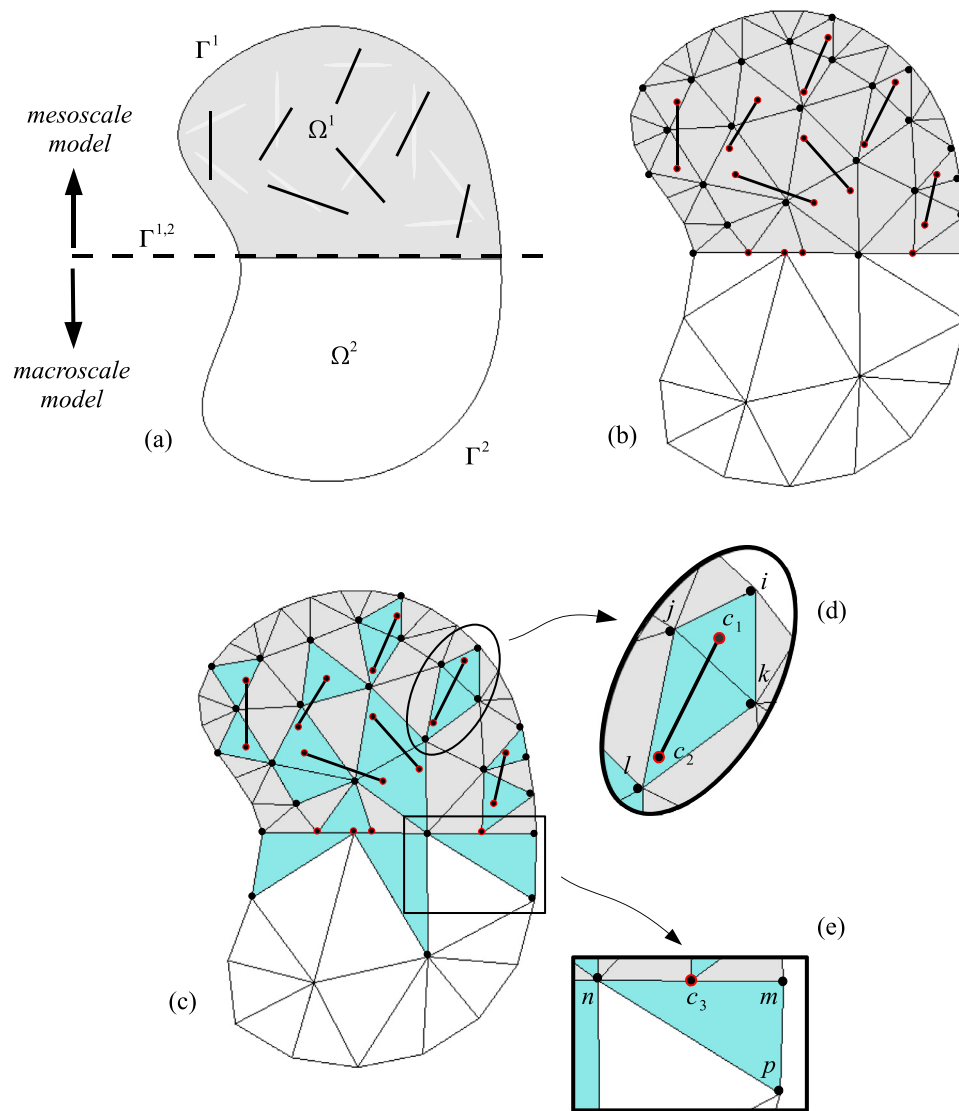 Γ¹
mesoscale
model
Ω¹
Γ¹,²
Ω²
macroscale
model
(a)
Γ²
(b)
i
j
c₁
(d)
k
l
c₂
(c)
(e)
n
c₃
m
p